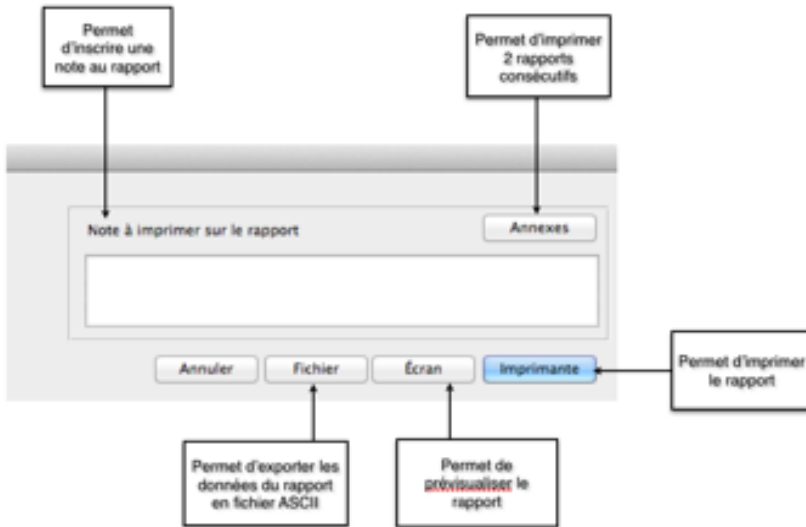 Permet
d'inscrire une
note au rapport
Permet d'imprimer
2 rapports
consécutifs
Note à imprimer sur le rapport
Annexes
Annuler
Fichier
Écran
Imprimante
Permet d'imprimer
le rapport
Permet d'exporter les
données du rapport
en fichier ASCII
Permet de
prévisualiser le
rapport